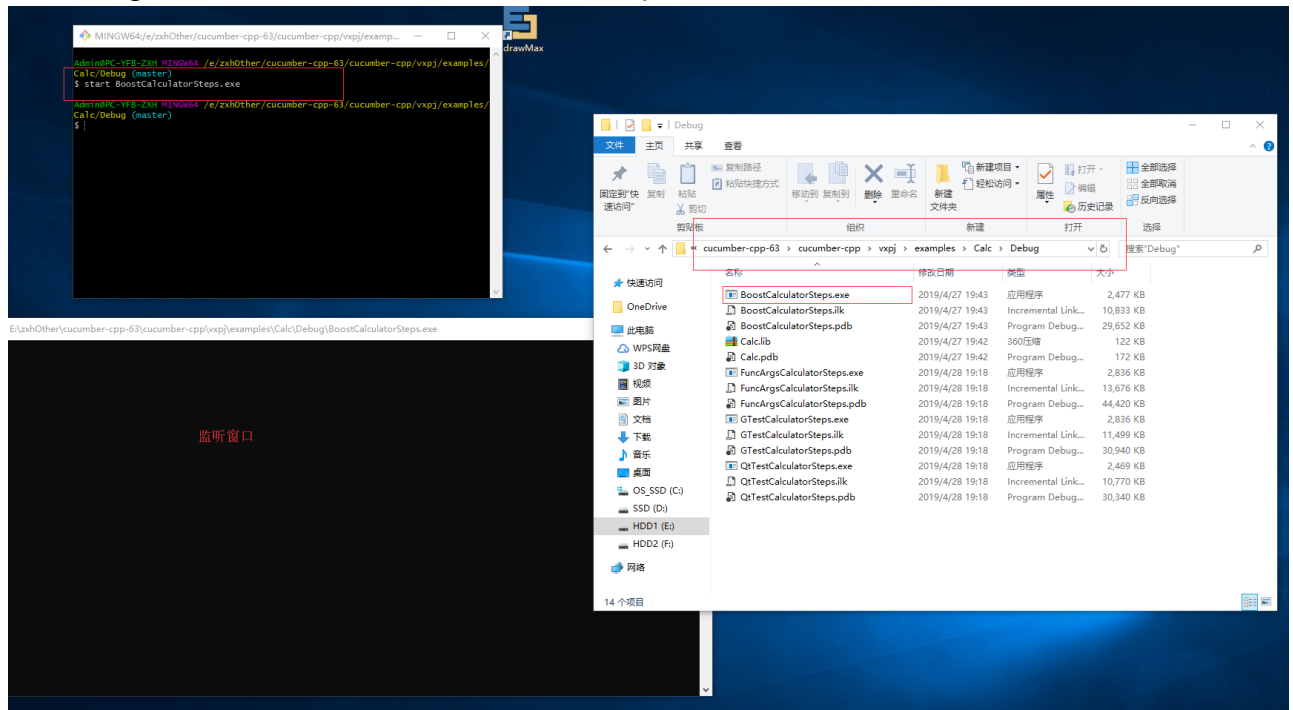 drawMax
MINGW64:/e/zxhOther/cucumber-cpp-63/cucumber-cpp/vxpj/examp...
Admin@PC-YFB-ZXH MINGW64 /e/zxhOther/cucumber-cpp-63/cucumber-cpp/vxpj/examples/
Calc/Debug (master)
$ start BoostCalculatorSteps.exe
Admin@PC-YFB-ZXH MINGW64 /e/zxhOther/cucumber-cpp-63/cucumber-cpp/vxpj/examples/
Calc/Debug (master)
$
E:\zxhOther\cucumber-cpp-63\cucumber-cpp\vxpj\examples\Calc\Debug\BoostCalculatorSteps.exe
监听窗口
Debug
文件 主页 共享 查看
固定到"快速访问" 复制 粘贴 复制路径 粘贴快捷方式 剪切
移动到 复制到 删除 重命名
新建文件夹 新建项目 轻松访问
属性 打开 编辑 历史记录
全部选择 全部取消 反向选择
剪贴板 组织 新建 打开 选择
« cucumber-cpp-63 › cucumber-cpp › vxpj › examples › Calc › Debug 搜索"Debug"
名称 修改日期 类型 大小
快速访问
OneDrive
此电脑
WPS网盘
3D 对象
视频
图片
文档
下载
音乐
桌面
OS_SSD (C:)
SSD (D:)
HDD1 (E:)
HDD2 (F:)
网络
BoostCalculatorSteps.exe 2019/4/27 19:43 应用程序 2,477 KB
BoostCalculatorSteps.ilk 2019/4/27 19:43 Incremental Link... 10,833 KB
BoostCalculatorSteps.pdb 2019/4/27 19:43 Program Debug... 29,652 KB
Calc.lib 2019/4/27 19:42 360压缩 122 KB
Calc.pdb 2019/4/27 19:42 Program Debug... 172 KB
FuncArgsCalculatorSteps.exe 2019/4/28 19:18 应用程序 2,836 KB
FuncArgsCalculatorSteps.ilk 2019/4/28 19:18 Incremental Link... 13,676 KB
FuncArgsCalculatorSteps.pdb 2019/4/28 19:18 Program Debug... 44,420 KB
GTestCalculatorSteps.exe 2019/4/28 19:18 应用程序 2,836 KB
GTestCalculatorSteps.ilk 2019/4/28 19:18 Incremental Link... 11,499 KB
GTestCalculatorSteps.pdb 2019/4/28 19:18 Program Debug... 30,940 KB
QtTestCalculatorSteps.exe 2019/4/28 19:18 应用程序 2,469 KB
QtTestCalculatorSteps.ilk 2019/4/28 19:18 Incremental Link... 10,770 KB
QtTestCalculatorSteps.pdb 2019/4/28 19:18 Program Debug... 30,340 KB
14 个项目